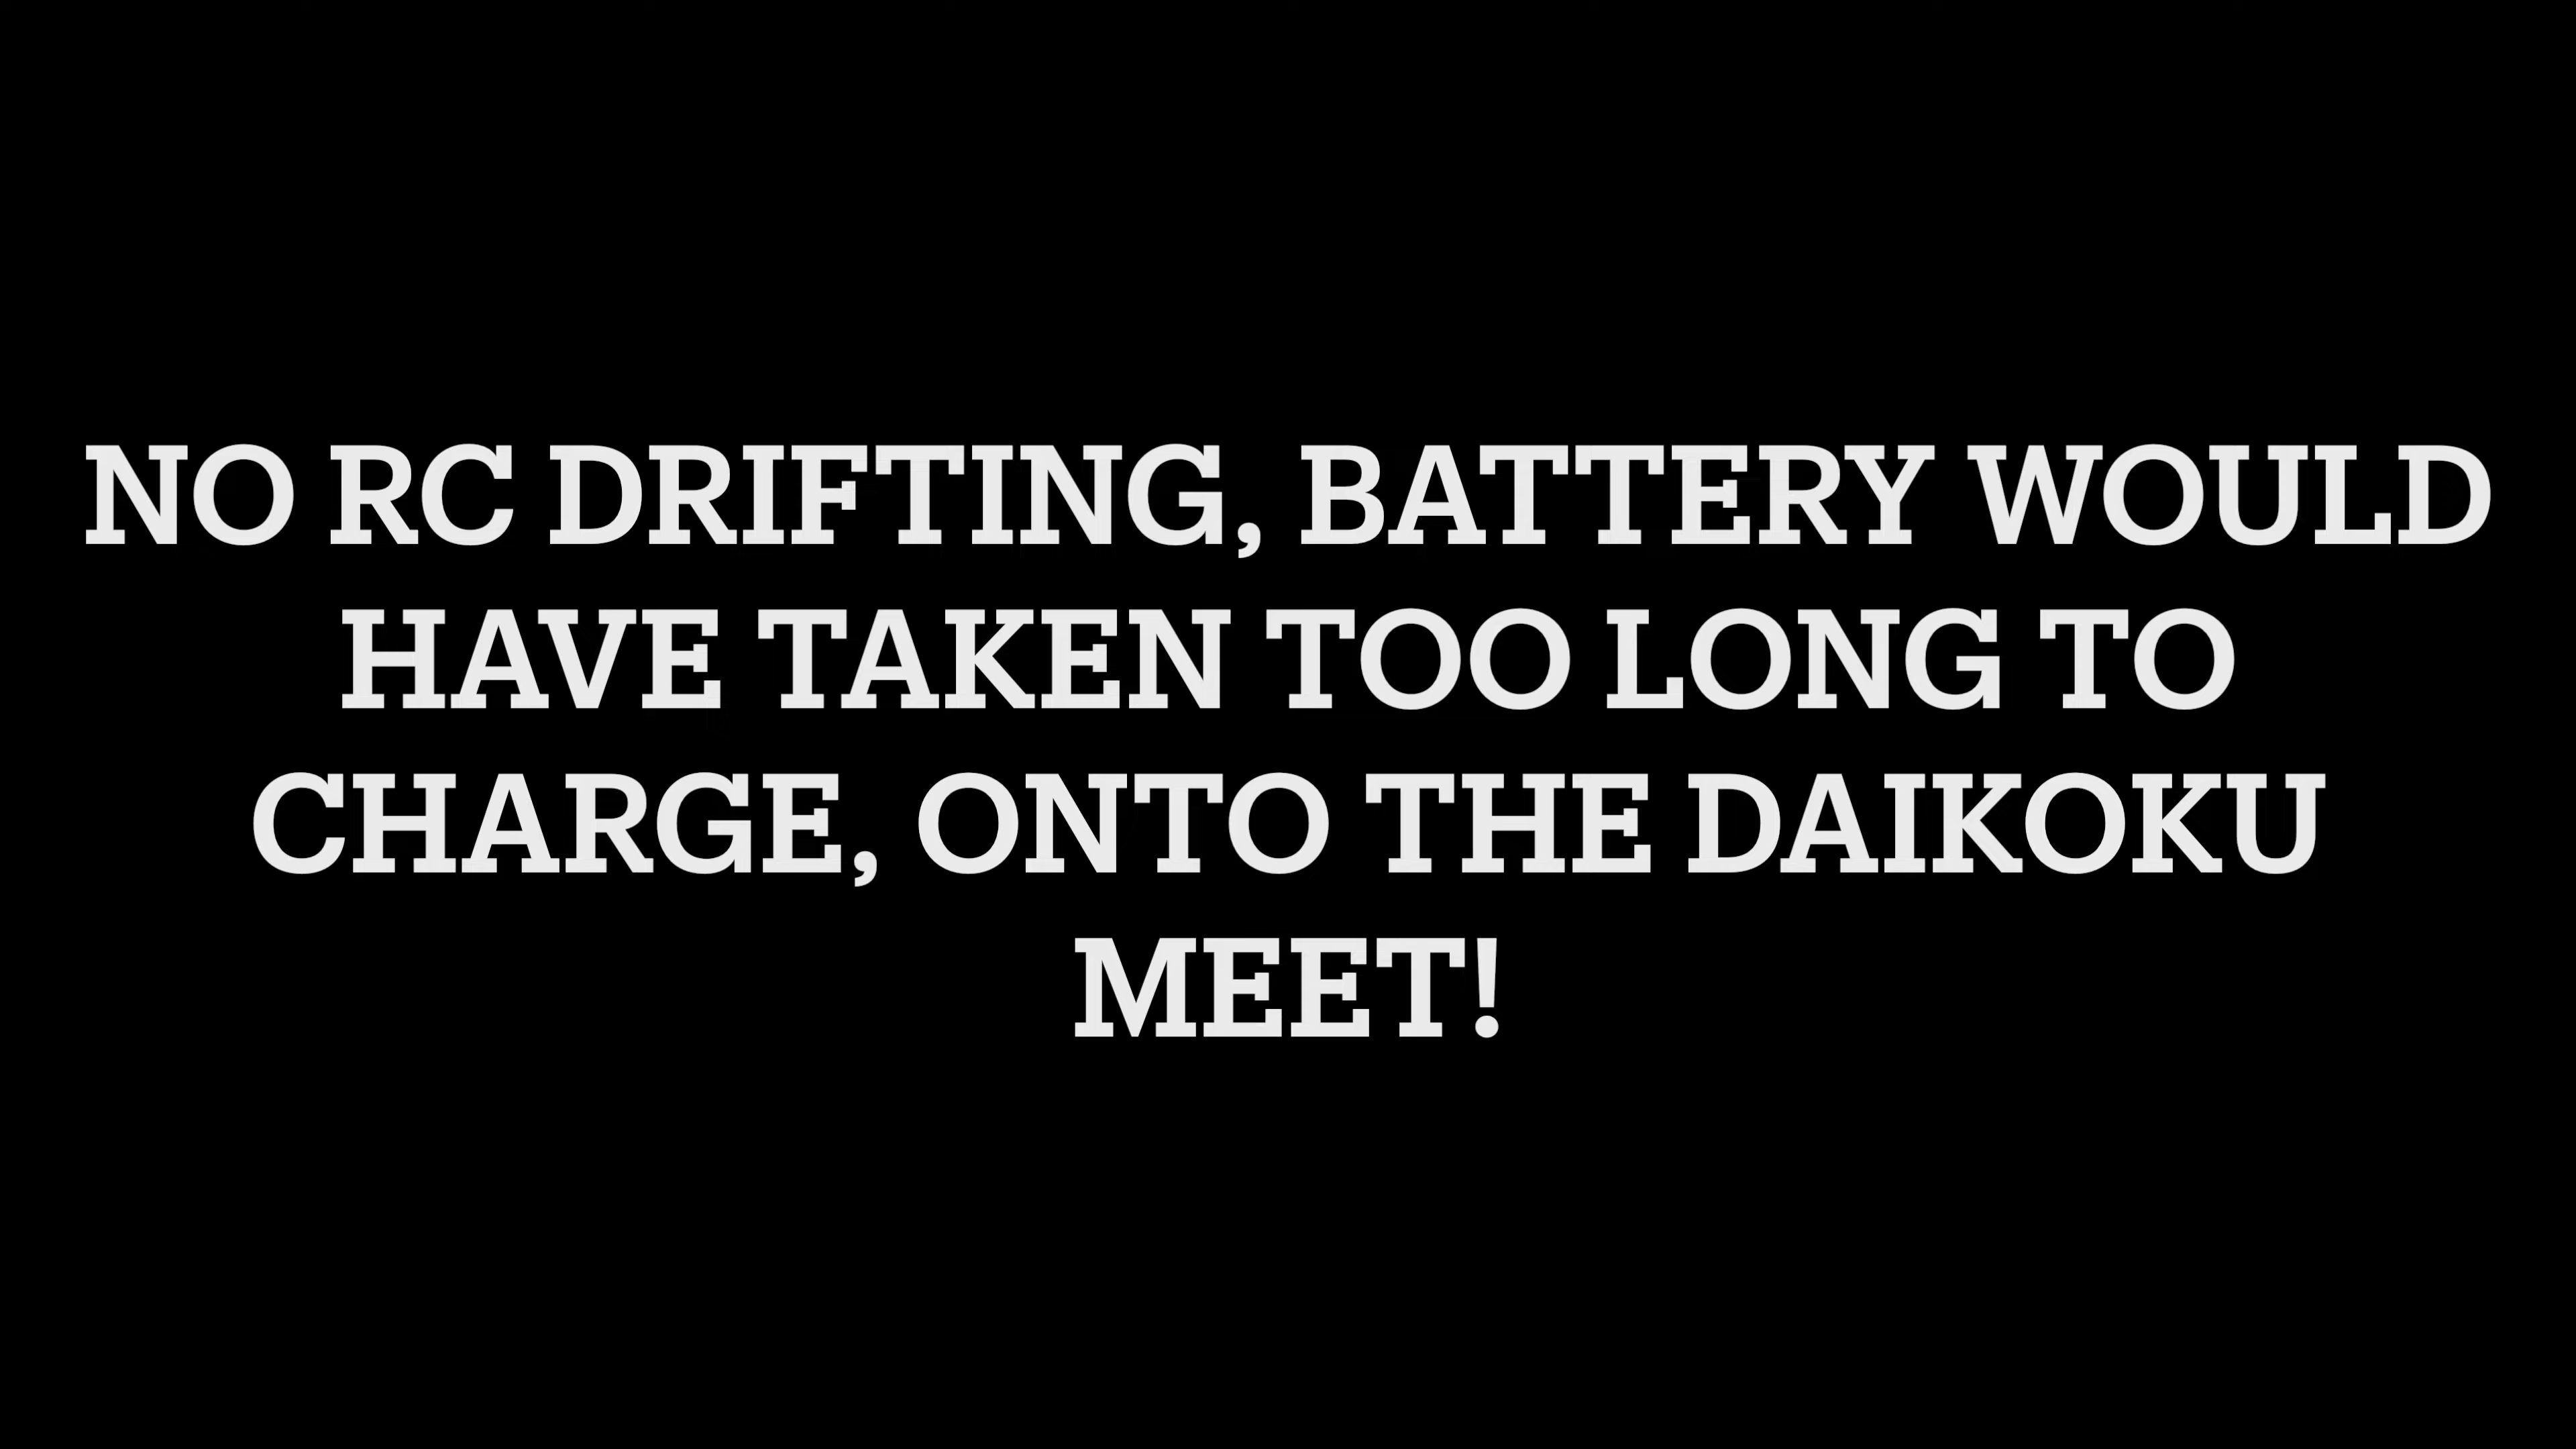 NO RC DRIFTING, BATTERY WOULD
HAVE TAKEN TOO LONG TO
CHARGE, ONTO THE DAIKOKU
MEET!